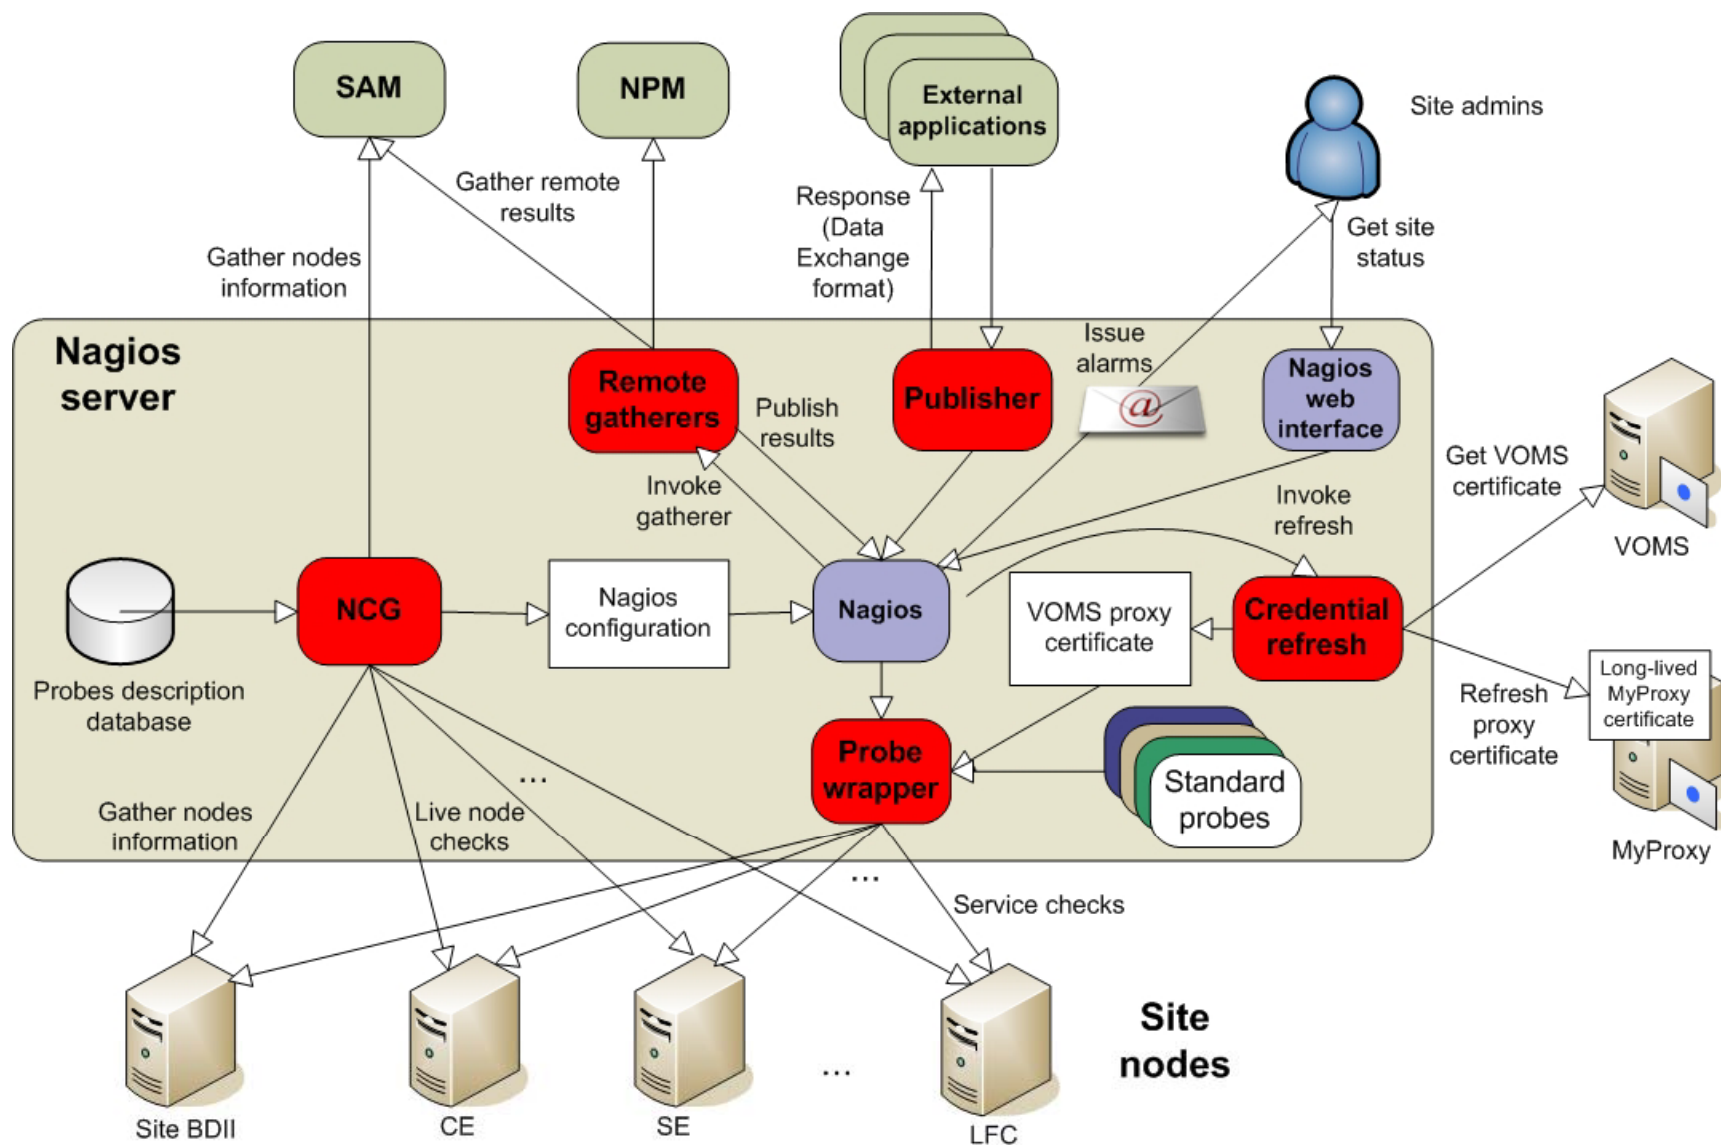 SAM
NPM
External
applications
Site admins
Gather remote
results
Response
(Data
Exchange
format)
Get site
status
Gather nodes
information
Nagios
server
Issue
alarms
Remote
gatherers
Publisher
@
Nagios
web
interface
Publish
results
Get VOMS
certificate
Invoke
gatherer
Invoke
refresh
VOMS
NCG
Nagios
configuration
Nagios
VOMS proxy
certificate
Credential
refresh
Probes description
database
Long-lived
MyProxy
certificate
Refresh
proxy
certificate
Probe
wrapper
...
Standard
probes
Gather nodes
information
Live node
checks
MyProxy
...
Service checks
Site
nodes
...
Site BDII
CE
SE
LFC